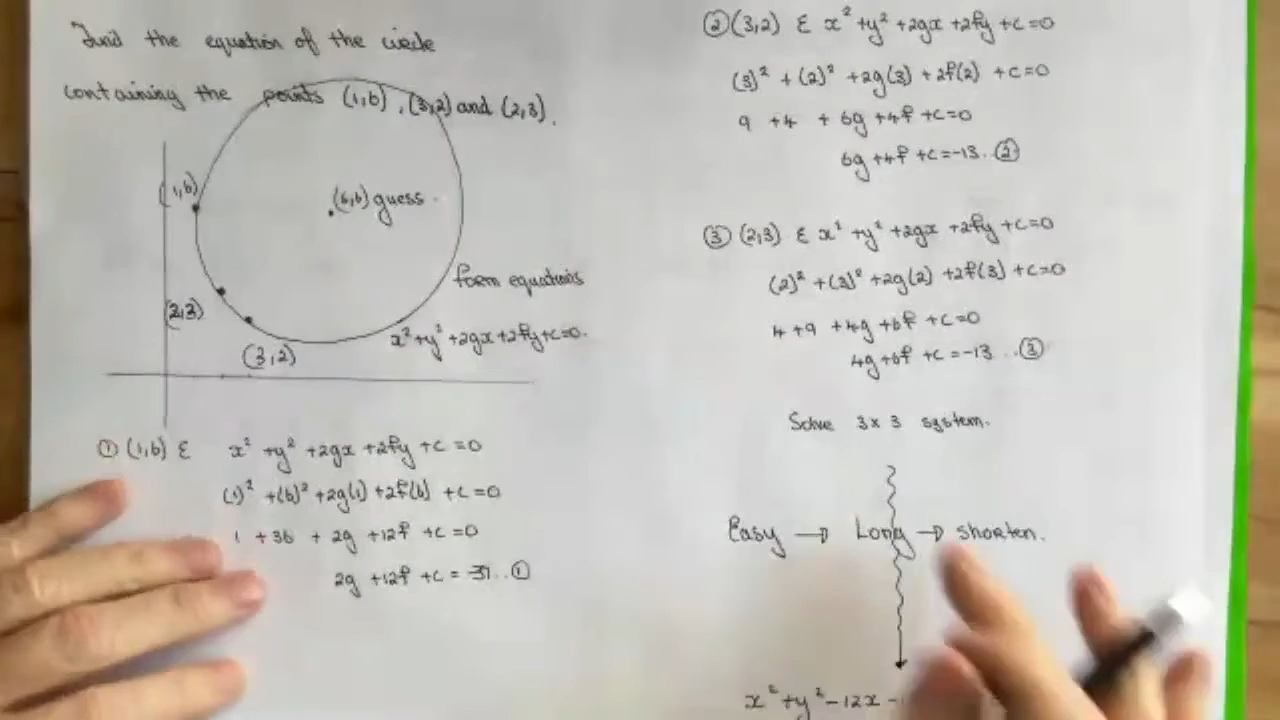 Find the equation of the circle
containing the points (1,6), (3,2) and (2,3).
(1,6)
(6,6) guess.
(2,3)
form equations
x² + y² + 2gx + 2fy + c = 0.
(3,2)
① (1,6) ε x² + y² + 2gx + 2fy + c = 0
(1)² + (6)² + 2g(1) + 2f(6) + c = 0
1 + 36 + 2g + 12f + c = 0
2g + 12f + c = -37 .. ①
② (3,2) ε x² + y² + 2gx + 2fy + c = 0
(3)² + (2)² + 2g(3) + 2f(2) + c = 0
9 + 4 + 6g + 4f + c = 0
6g + 4f + c = -13 .. ②
③ (2,3) ε x² + y² + 2gx + 2fy + c = 0
(2)² + (3)² + 2g(2) + 2f(3) + c = 0
4 + 9 + 4g + 6f + c = 0
4g + 6f + c = -13 .. ③
Solve 3x3 system.
Easy → Long → shorten.
x² + y² - 12x -